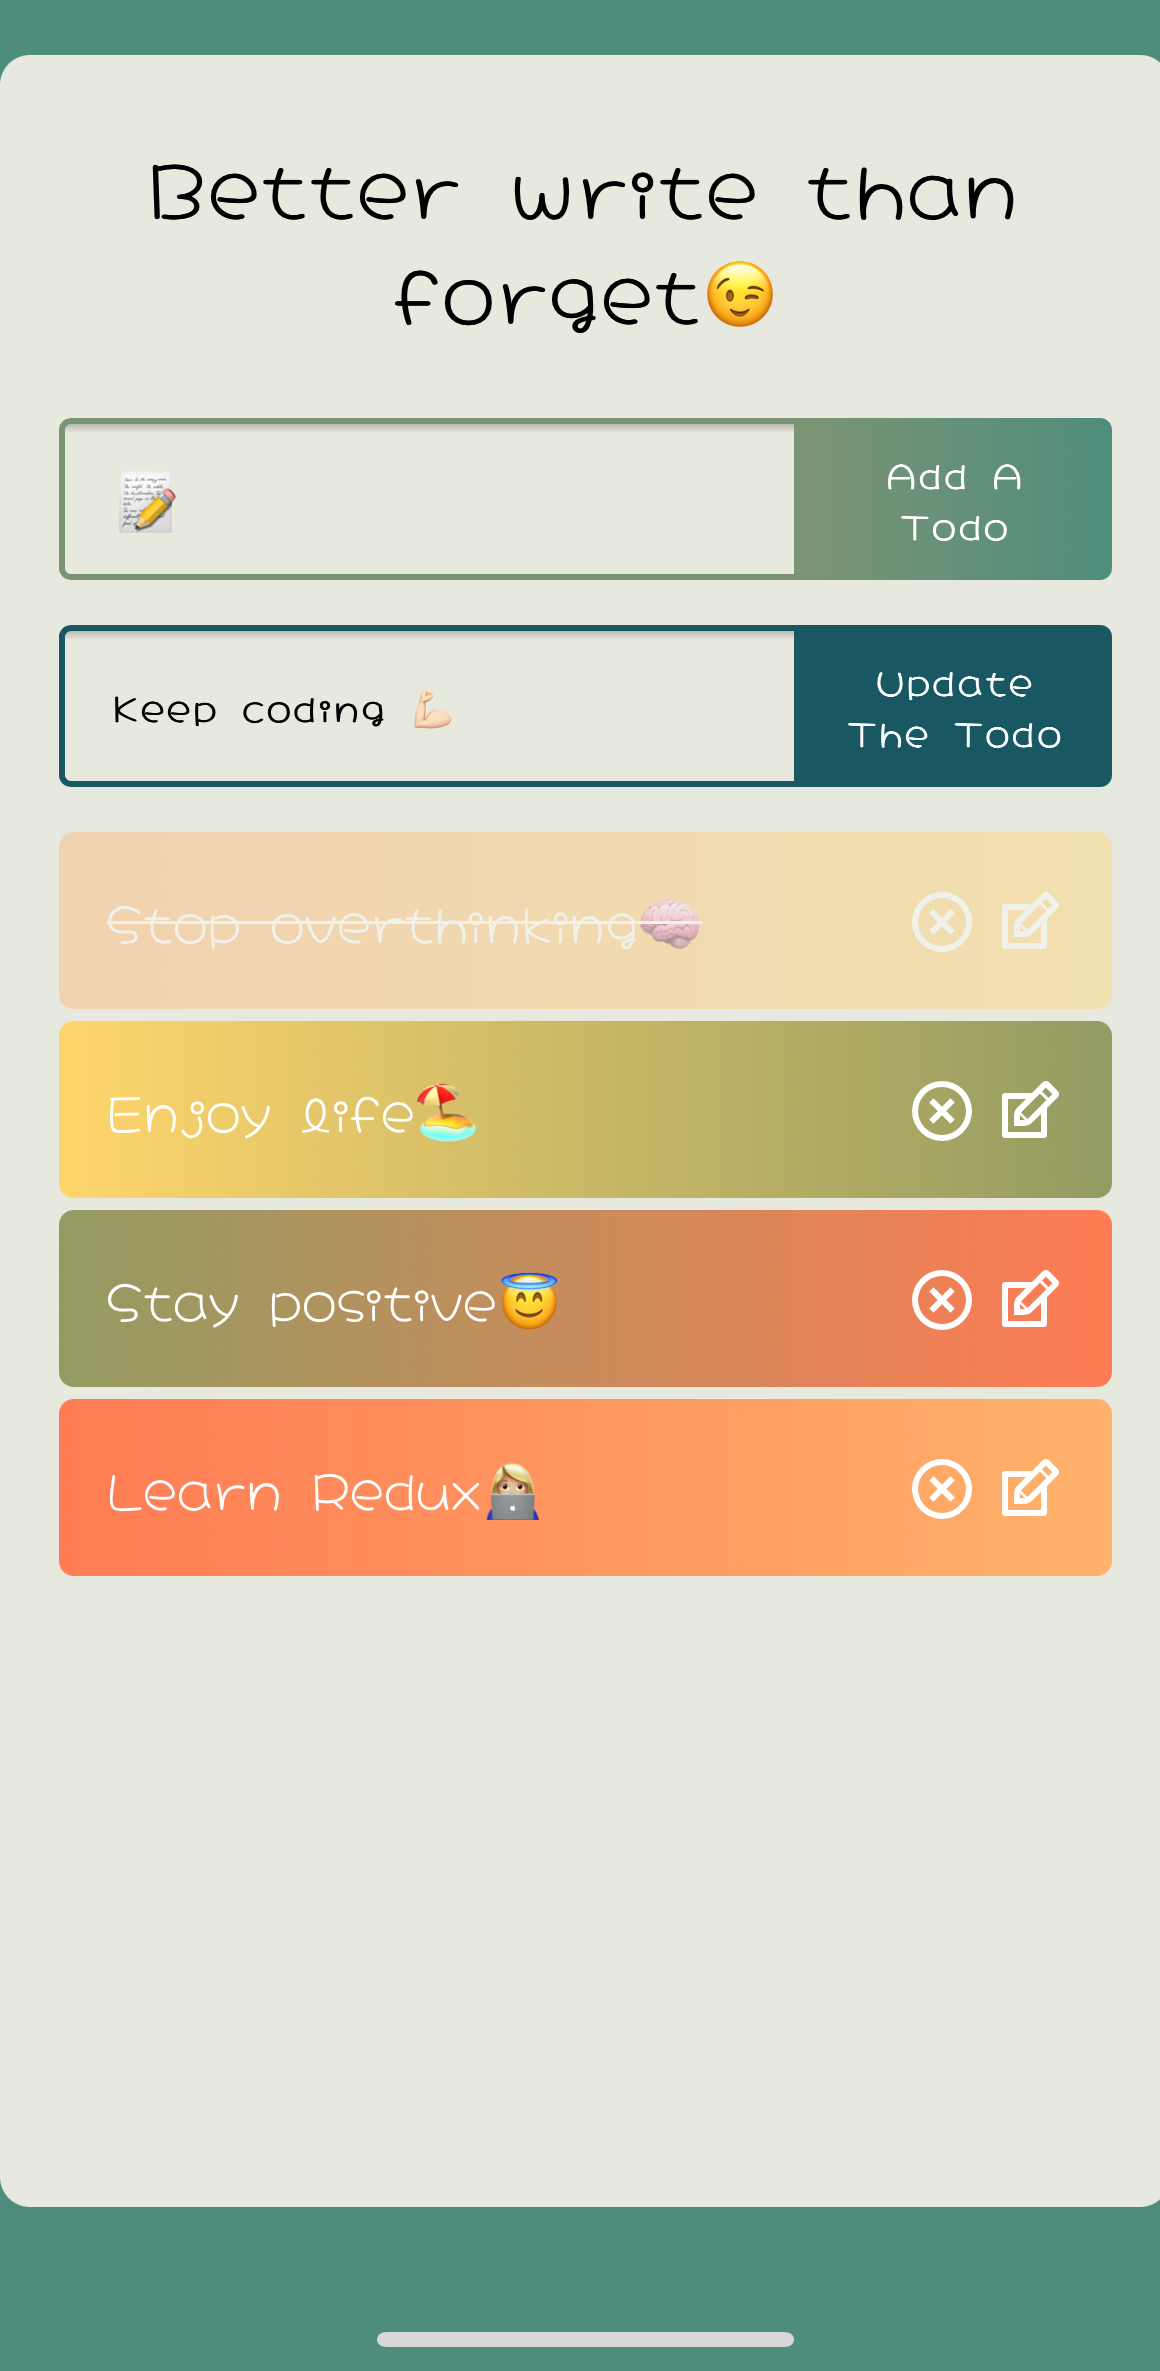 Better write than
forget😉
📝
Add A
Todo
Keep coding 💪🏻
Update
The Todo
Stop overthinking🧠
Enjoy life🏖️
Stay positive😇
Learn Redux👩🏼‍💻